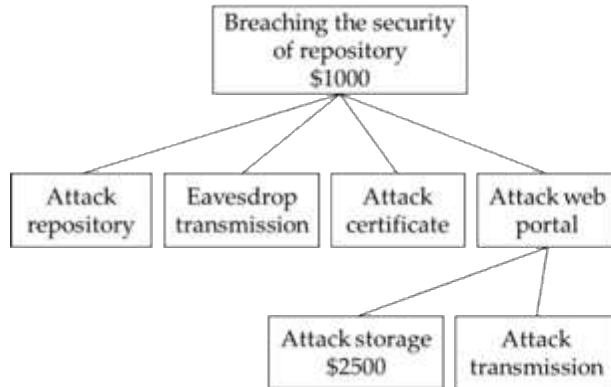 Breaching the security
of repository
$1000
Attack
repository
Eavesdrop
transmission
Attack
certificate
Attack web
portal
Attack storage
$2500
Attack
transmission